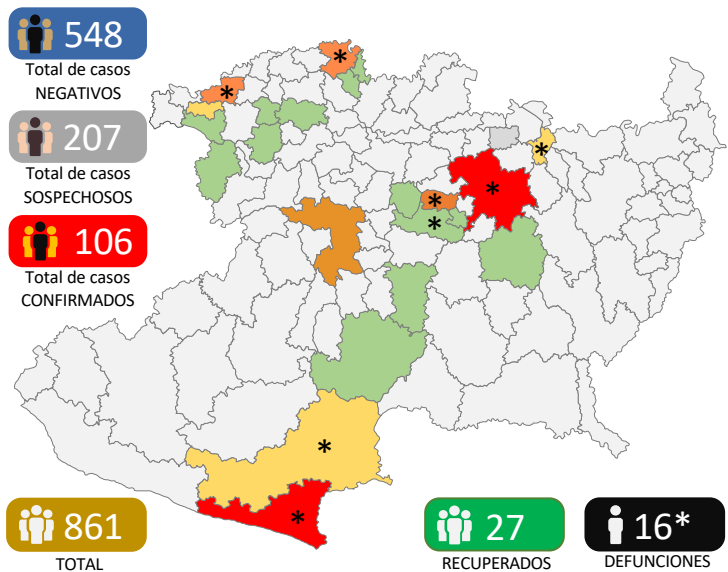 548
Total de casos
NEGATIVOS
207
Total de casos
SOSPECHOSOS
106
Total de casos
CONFIRMADOS
*
*
*
*
*
*
*
*
861
TOTAL
27
RECUPERADOS
16*
DEFUNCIONES